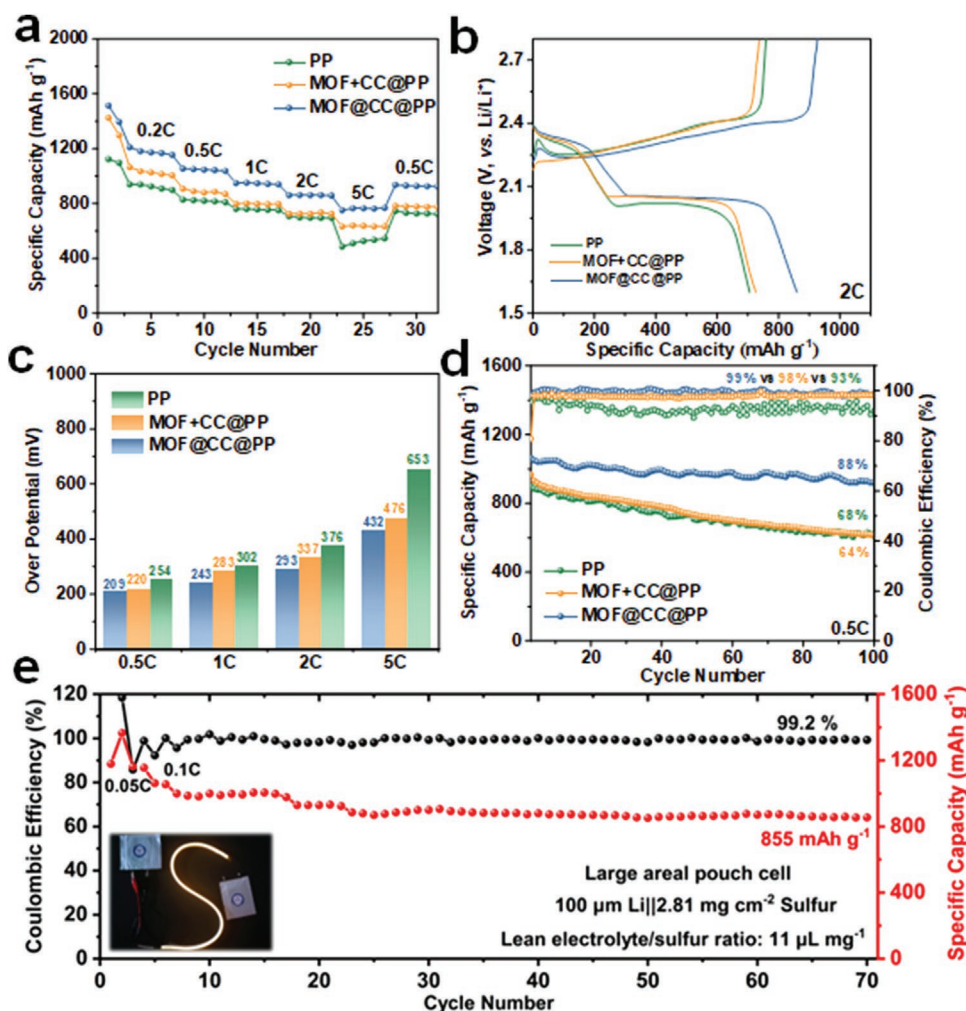 a
2000
1600
1200
800
400
0
Specific Capacity (mAh g⁻¹)
PP
MOF+CC@PP
MOF@CC@PP
0.2C
0.5C
1C
2C
5C
0.5C
0 5 10 15 20 25 30
Cycle Number
b
2.7
2.4
2.1
1.8
1.5
Voltage (V, vs. Li/Li⁺)
PP
MOF+CC@PP
MOF@CC@PP
2C
0 200 400 600 800 1000
Specific Capacity (mAh g⁻¹)
c
1000
800
600
400
200
0
Over Potential (mV)
PP
MOF+CC@PP
MOF@CC@PP
209 220 254
243 283 302
293 337 376
432 476 653
0.5C 1C 2C 5C
d
1600
1200
800
400
0
Specific Capacity (mAh g⁻¹)
99% vs 98% vs 93%
88%
68%
64%
PP
MOF+CC@PP
MOF@CC@PP
0.5C
100
80
60
40
20
0
Coulombic Efficiency (%)
20 40 60 80 100
Cycle Number
e
120
100
80
60
40
20
0
Coulombic Efficiency (%)
0.05C
0.1C
99.2 %
855 mAh g⁻¹
Large areal pouch cell
100 μm Li||2.81 mg cm⁻² Sulfur
Lean electrolyte/sulfur ratio: 11 μL mg⁻¹
1600
1200
800
400
0
Specific Capacity (mAh g⁻¹)
0 10 20 30 40 50 60 70
Cycle Number